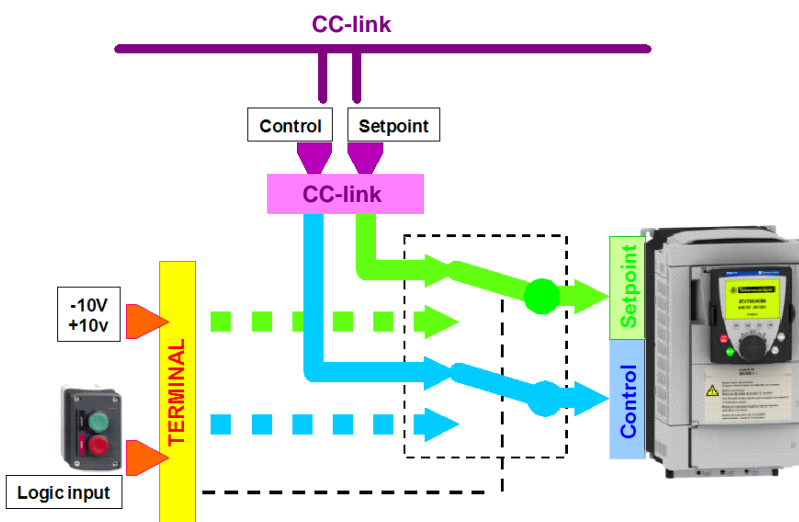 CC-link
Control
Setpoint
CC-link
-10V
+10v
TERMINAL
Setpoint
Control
Logic input